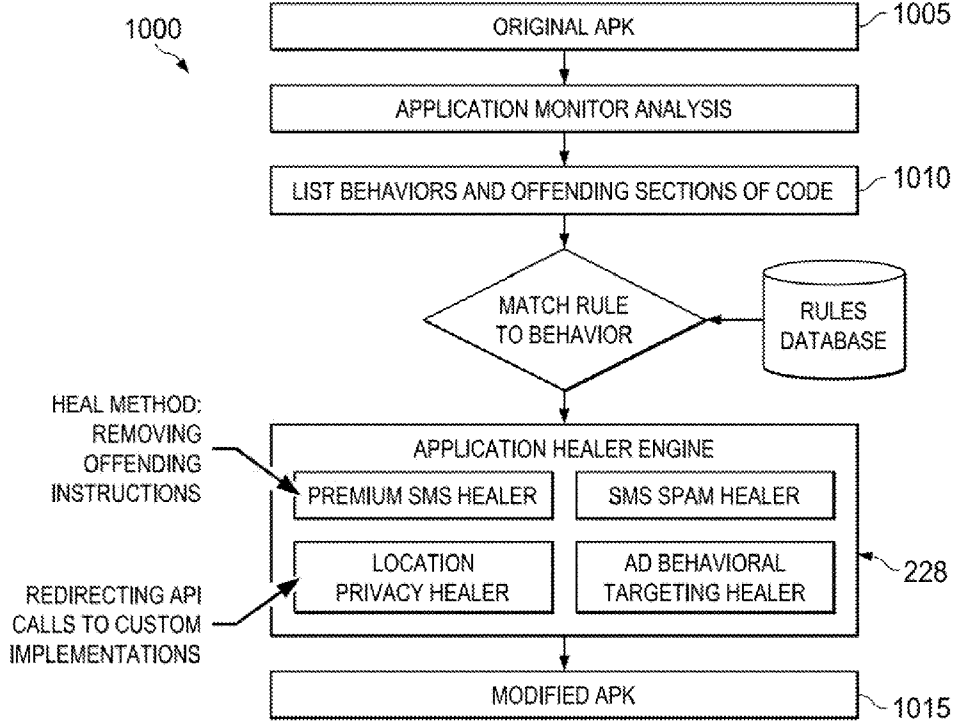 1000
ORIGINAL APK
1005
APPLICATION MONITOR ANALYSIS
LIST BEHAVIORS AND OFFENDING SECTIONS OF CODE
1010
MATCH RULE
TO BEHAVIOR
RULES
DATABASE
HEAL METHOD:
REMOVING
OFFENDING
INSTRUCTIONS
APPLICATION HEALER ENGINE
PREMIUM SMS HEALER
SMS SPAM HEALER
LOCATION
PRIVACY HEALER
AD BEHAVIORAL
TARGETING HEALER
228
REDIRECTING API
CALLS TO CUSTOM
IMPLEMENTATIONS
MODIFIED APK
1015